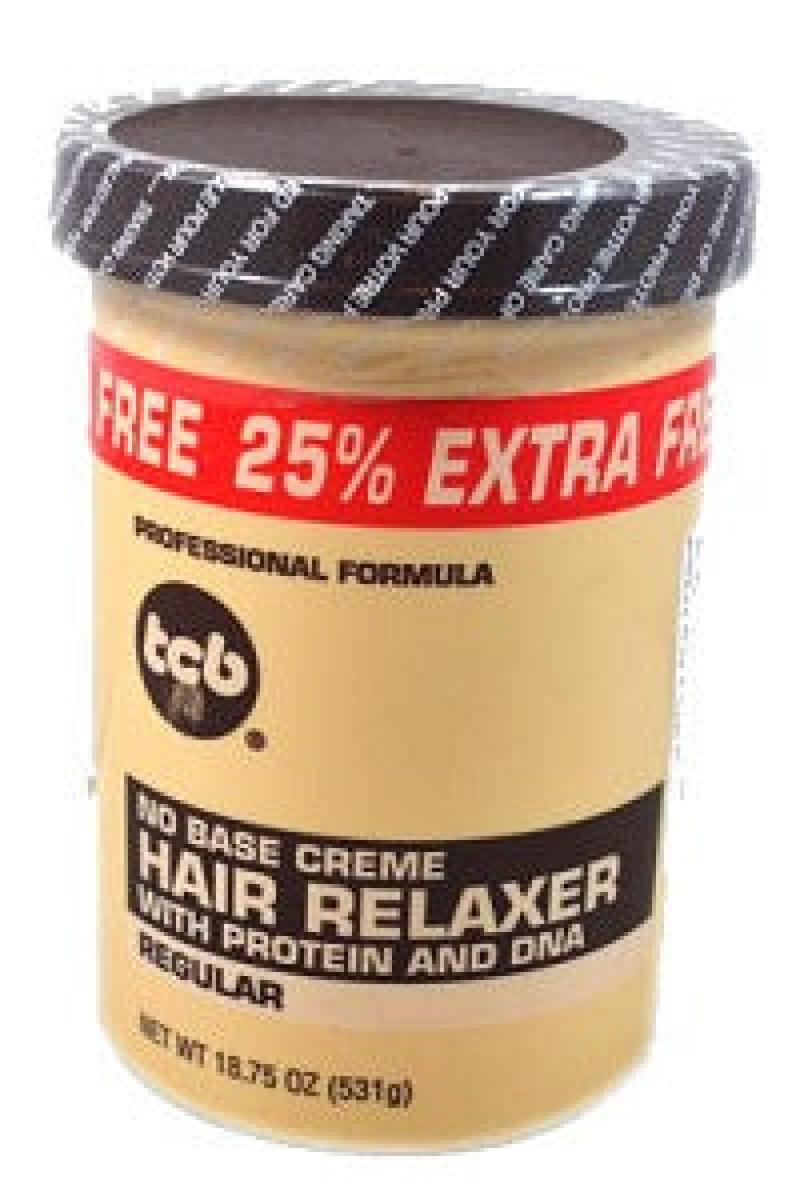 FREE 25% EXTRA FRE
PROFESSIONAL FORMULA
tcb
®
NO BASE CREME
HAIR RELAXER
WITH PROTEIN AND DNA
REGULAR
NET WT 18.75 OZ (531g)